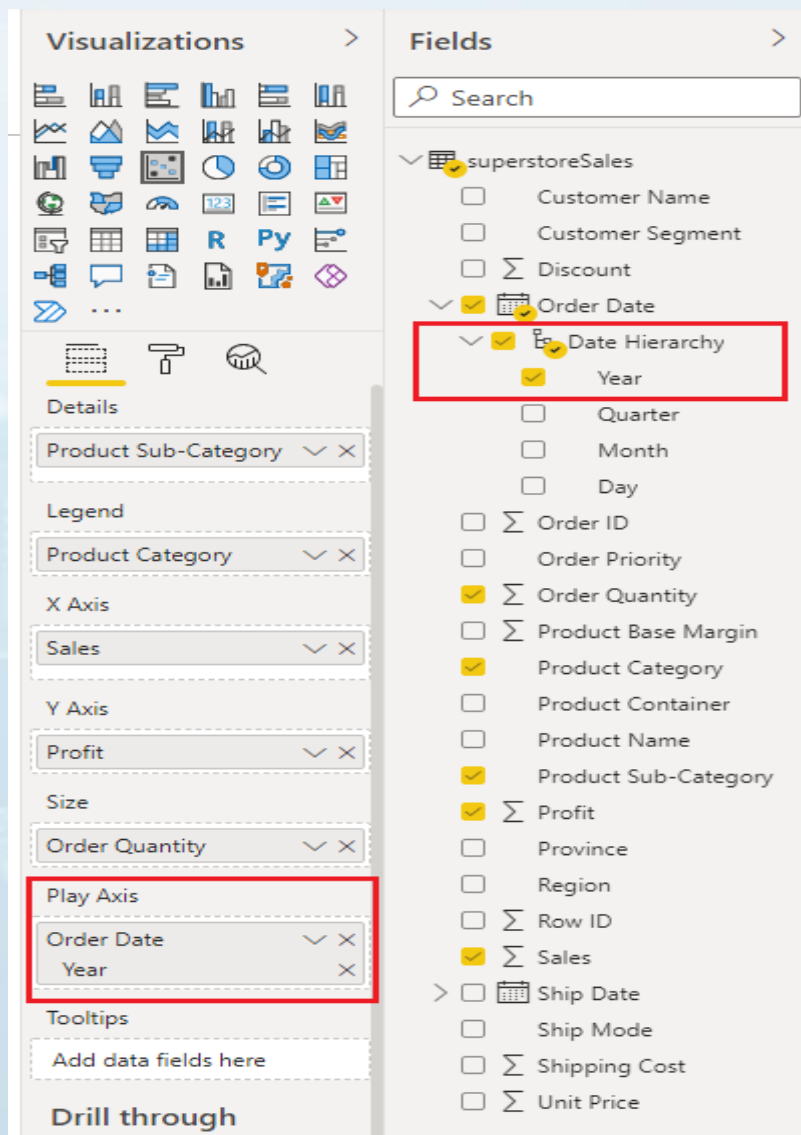 Visualizations
123
R
Py
...
Details
Product Sub-Category
Legend
Product Category
X Axis
Sales
Y Axis
Profit
Size
Order Quantity
Play Axis
Order Date
Year
Tooltips
Add data fields here
Drill through
Fields
Search
superstoreSales
Customer Name
Customer Segment
∑ Discount
Order Date
Date Hierarchy
Year
Quarter
Month
Day
∑ Order ID
Order Priority
∑ Order Quantity
∑ Product Base Margin
Product Category
Product Container
Product Name
Product Sub-Category
∑ Profit
Province
Region
∑ Row ID
∑ Sales
Ship Date
Ship Mode
∑ Shipping Cost
∑ Unit Price